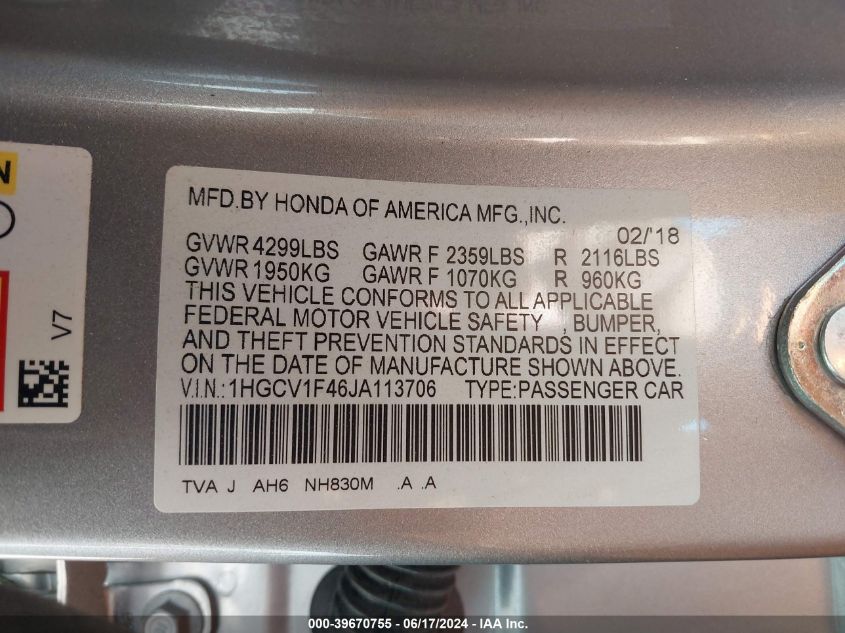 N
V7
MFD.BY HONDA OF AMERICA MFG.,INC.
02/'18
GVWR 4299LBS GAWR F 2359LBS R 2116LBS
GVWR 1950KG GAWR F 1070KG R 960KG
THIS VEHICLE CONFORMS TO ALL APPLICABLE
FEDERAL MOTOR VEHICLE SAFETY , BUMPER,
AND THEFT PREVENTION STANDARDS IN EFFECT
ON THE DATE OF MANUFACTURE SHOWN ABOVE.
V.I.N.:1HGCV1F46JA113706 TYPE:PASSENGER CAR
TVA J AH6 NH830M .A .A
000-39670755 - 06/17/2024 - IAA Inc.